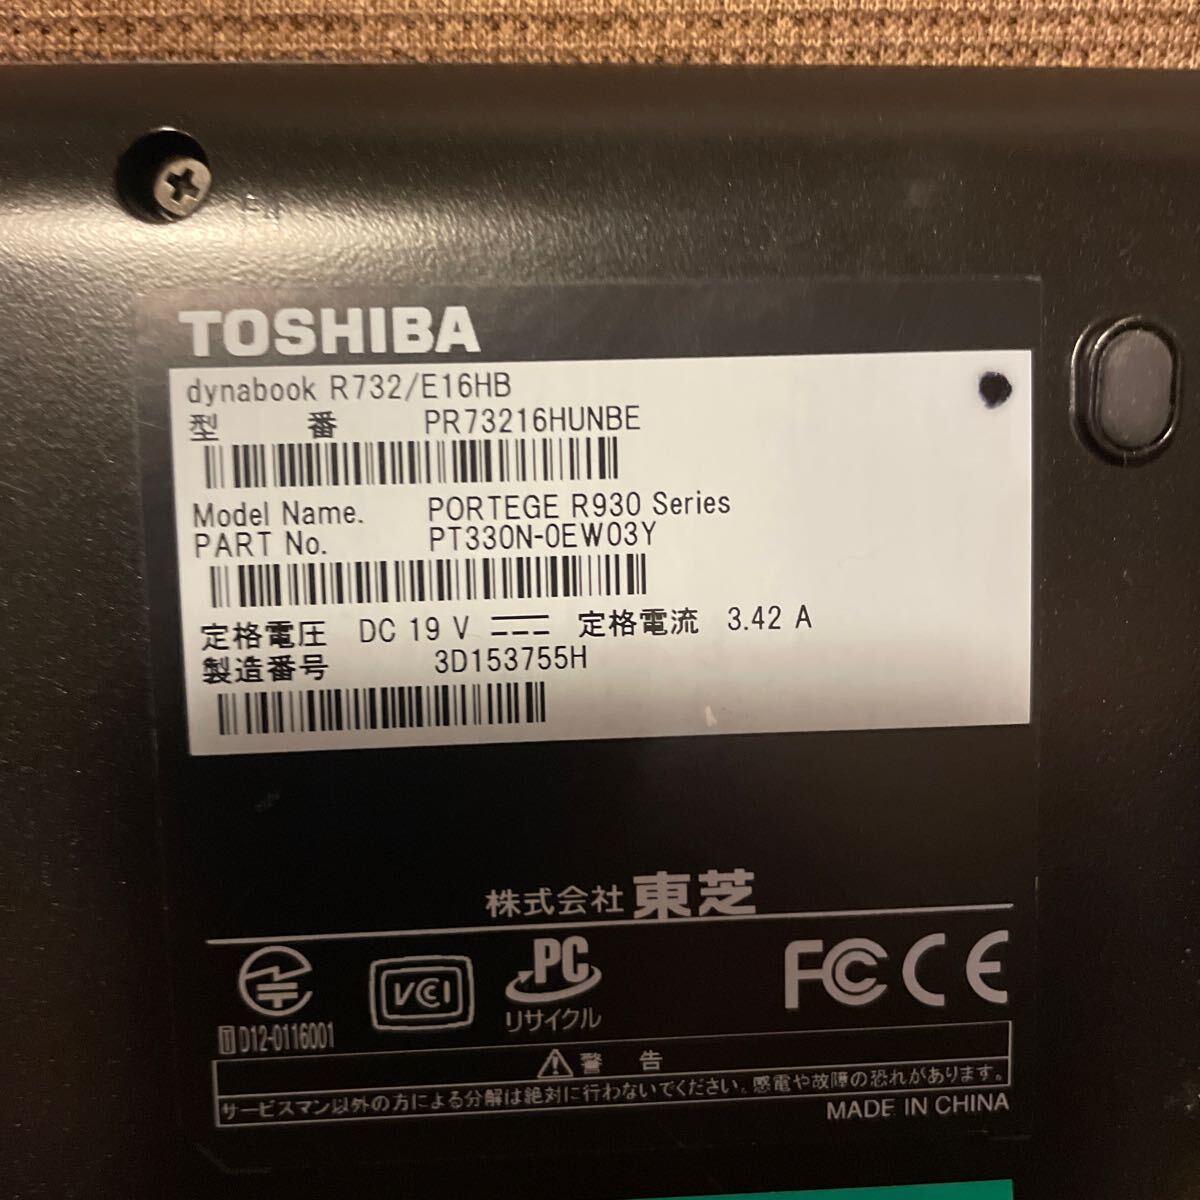 TOSHIBA
dynabook R732/E16HB
型 番 PR73216HUNBE
Model Name. PORTEGE R930 Series
PART No. PT330N-0EW03Y
定格電圧 DC 19 V 定格電流 3.42 A
製造番号 3D153755H
株式会社 東芝
VCCI PC FC CE
リサイクル
T D12-0116001
警 告
サービスマン以外の方による分解は絶対に行わないでください。感電や故障の恐れがあります。
MADE IN CHINA